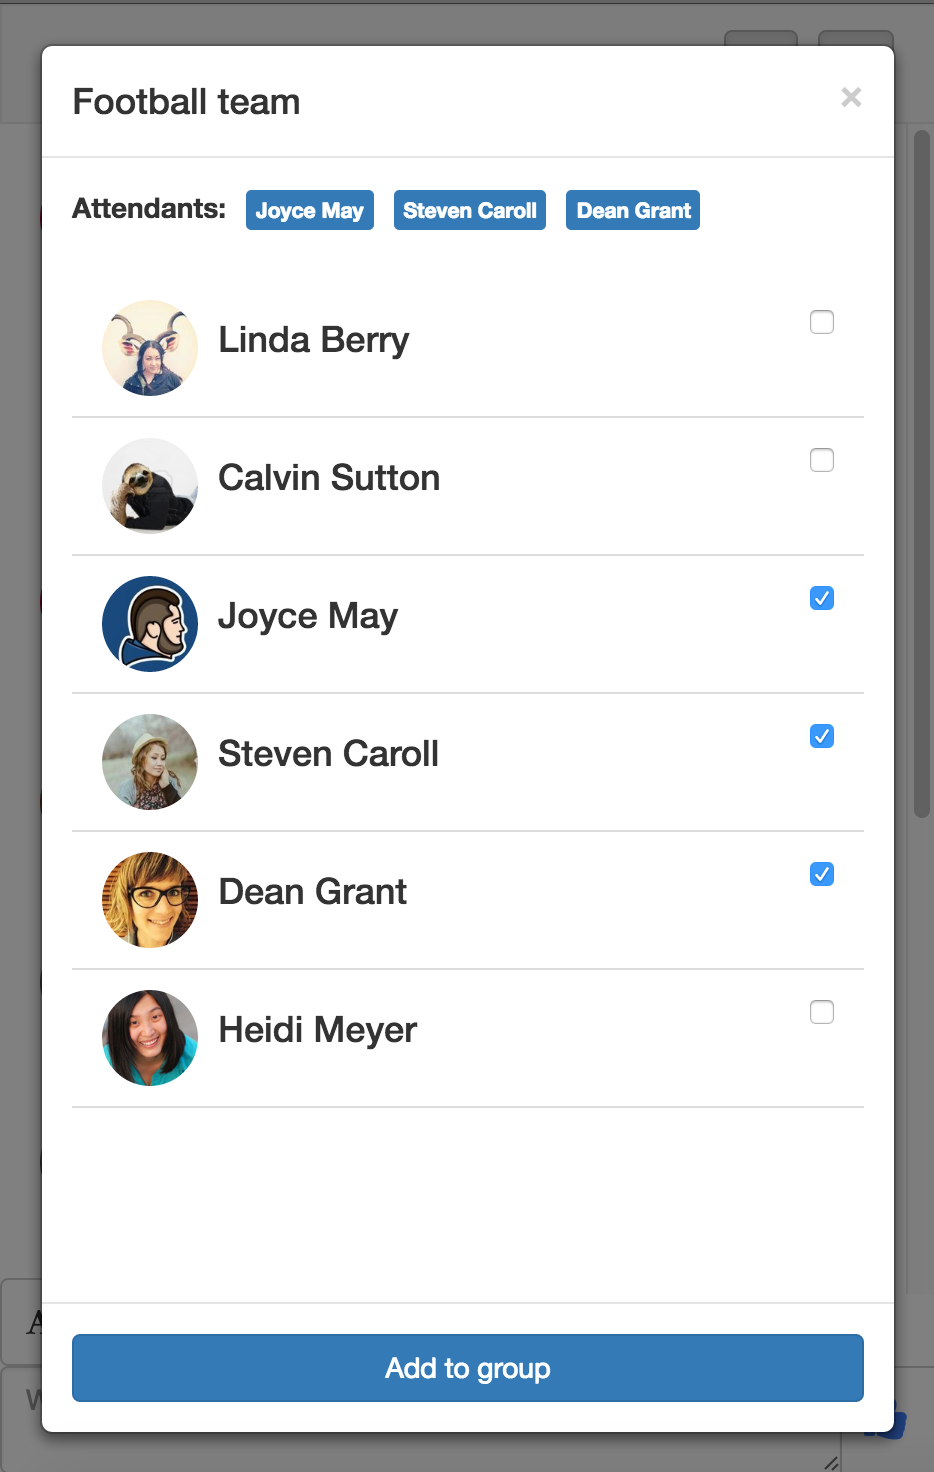 Football team ×
Attendants: Joyce May Steven Caroll Dean Grant
Linda Berry
Calvin Sutton
Joyce May
Steven Caroll
Dean Grant
Heidi Meyer
Add to group